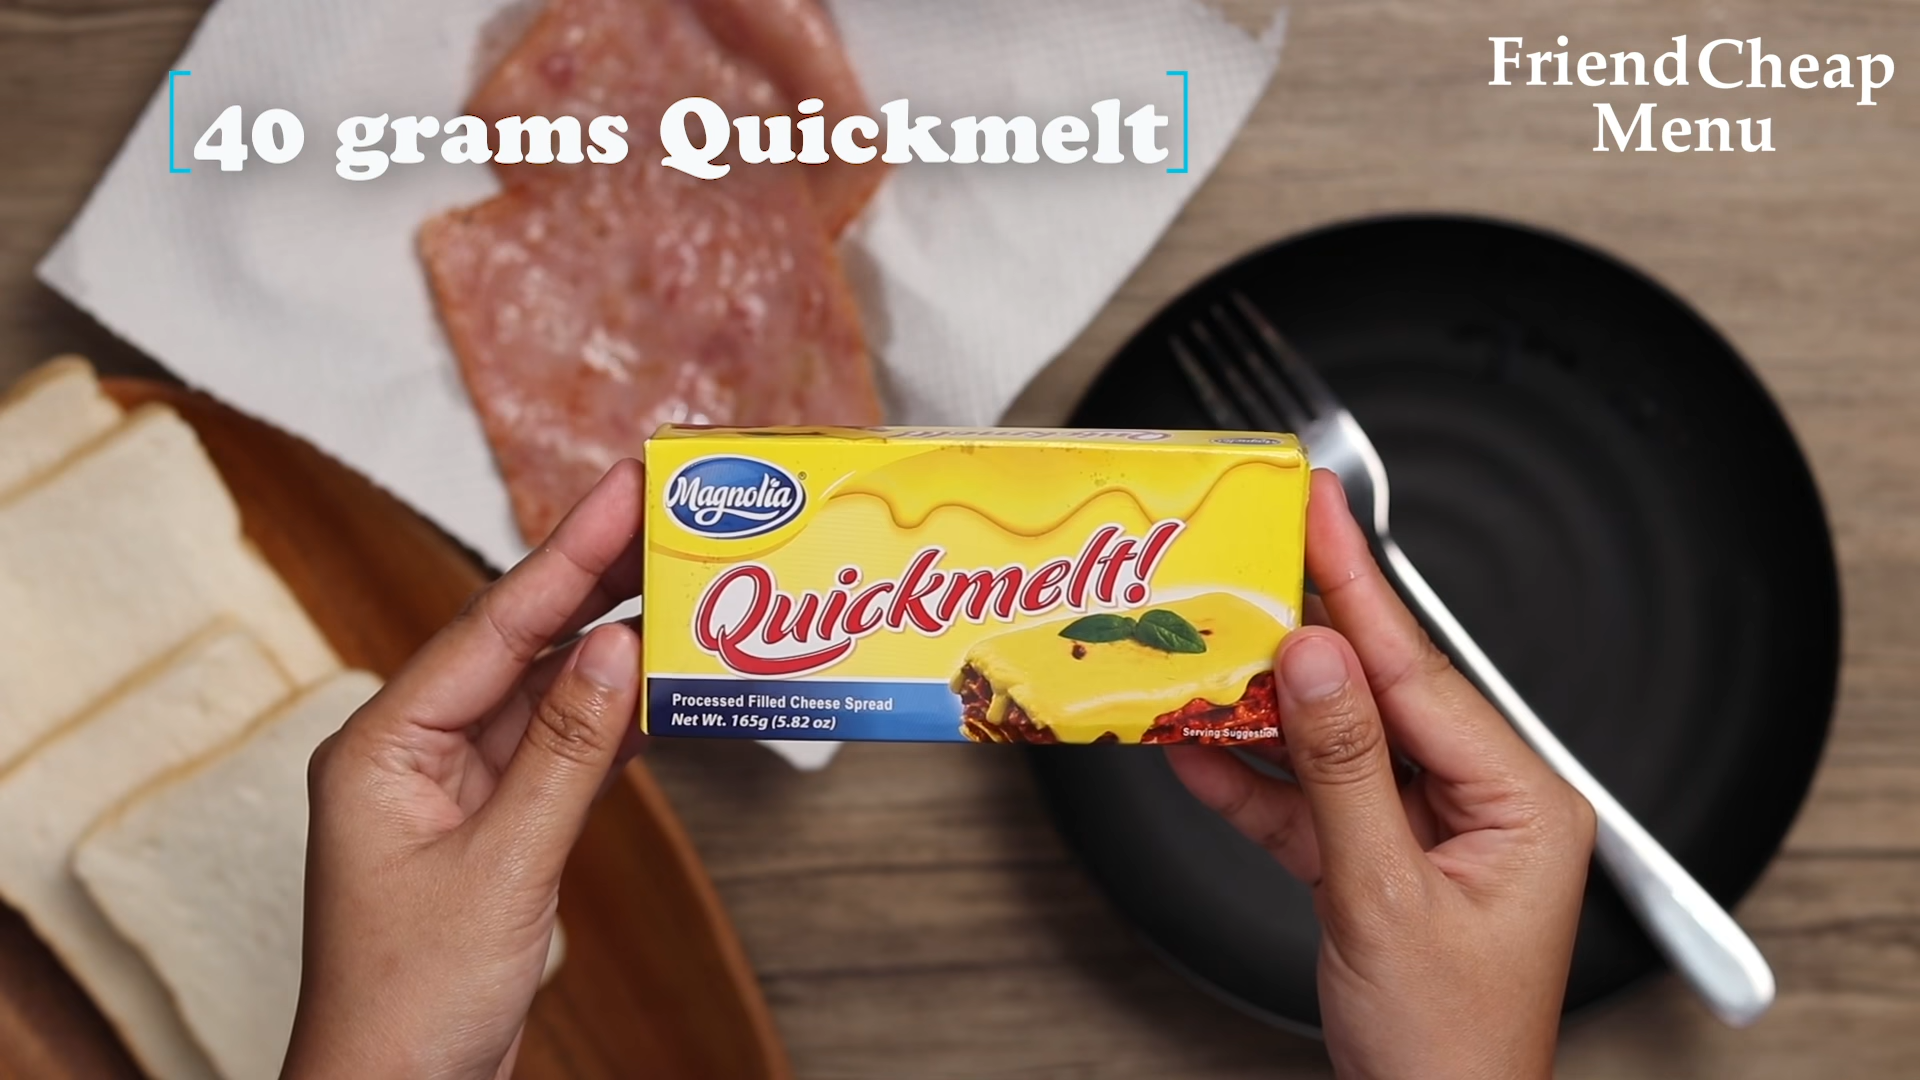 40 grams Quickmelt
FriendCheap
Menu
Magnolia®
Quickmelt!
Processed Filled Cheese Spread
Net Wt. 165g (5.82 oz)
Serving Suggestion